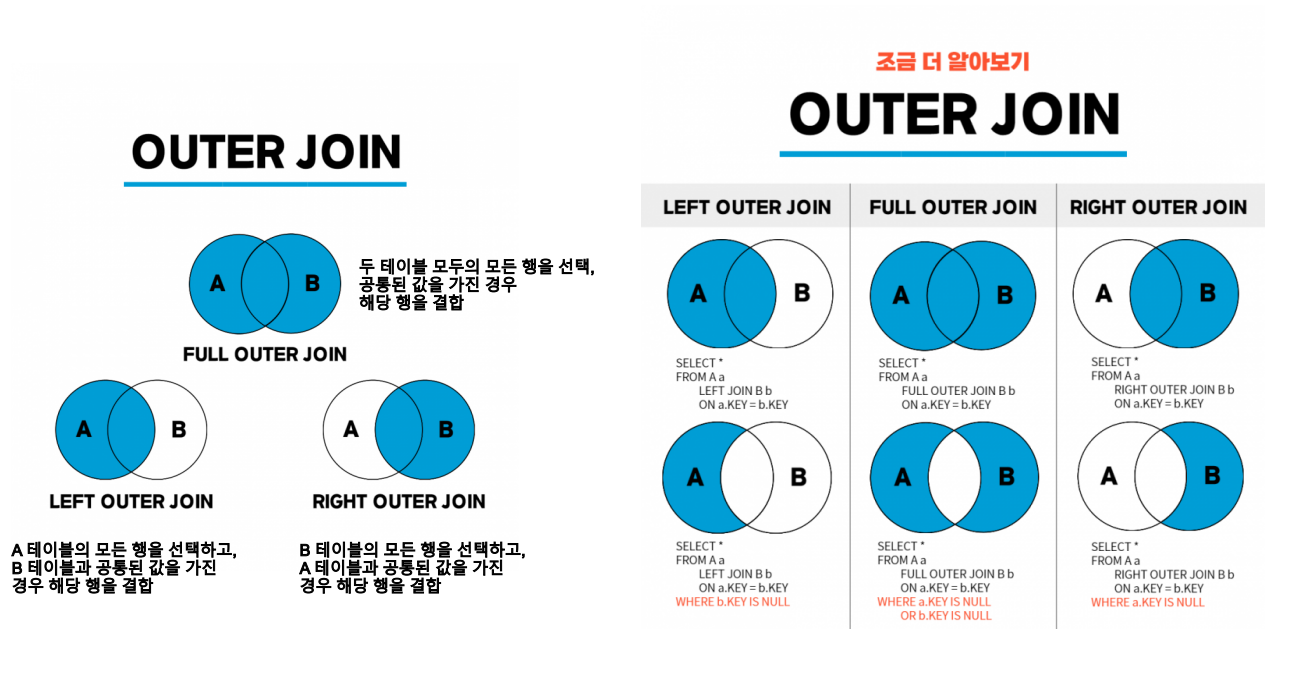 OUTER JOIN
A
B
두 테이블 모두의 모든 행을 선택,
공통된 값을 가진 경우
해당 행을 결합
FULL OUTER JOIN
A
B
LEFT OUTER JOIN
A 테이블의 모든 행을 선택하고,
B 테이블과 공통된 값을 가진
경우 해당 행을 결합
A
B
RIGHT OUTER JOIN
B 테이블의 모든 행을 선택하고,
A 테이블과 공통된 값을 가진
경우 해당 행을 결합
조금 더 알아보기
OUTER JOIN
LEFT OUTER JOIN
A
B
SELECT *
FROM A a
LEFT JOIN B b
ON a.KEY = b.KEY
A
B
SELECT *
FROM A a
LEFT JOIN B b
ON a.KEY = b.KEY
WHERE b.KEY IS NULL
FULL OUTER JOIN
A
B
SELECT *
FROM A a
FULL OUTER JOIN B b
ON a.KEY = b.KEY
A
B
SELECT *
FROM A a
FULL OUTER JOIN B b
ON a.KEY = b.KEY
WHERE a.KEY IS NULL
OR b.KEY IS NULL
RIGHT OUTER JOIN
A
B
SELECT *
FROM A a
RIGHT OUTER JOIN B b
ON a.KEY = b.KEY
A
B
SELECT *
FROM A a
RIGHT OUTER JOIN B b
ON a.KEY = b.KEY
WHERE a.KEY IS NULL